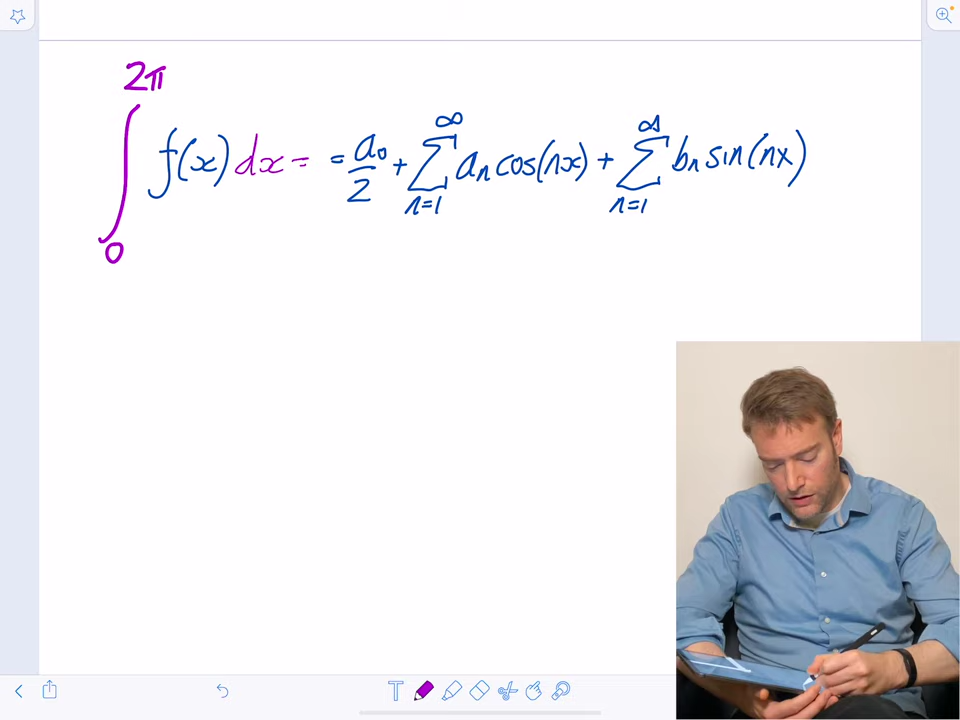 ∫₀^{2π} f(x) dx = = a₀/2 + ∑_{n=1}^{∞} aₙ cos(nx) + ∑_{n=1}^{∞} bₙ sin(nx)